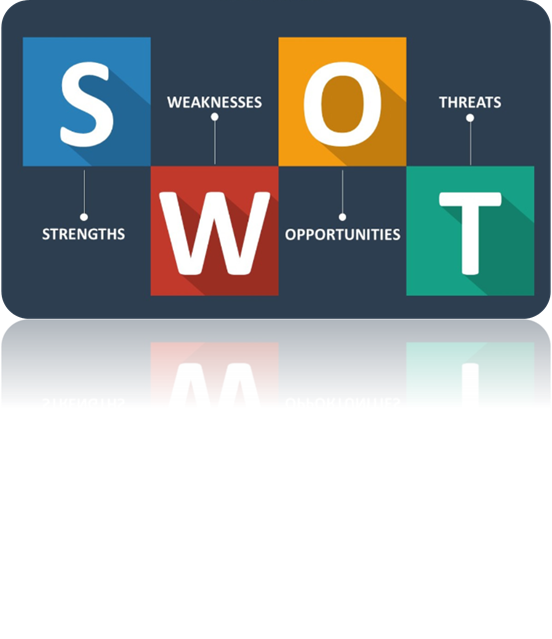 S
STRENGTHS
WEAKNESSES
W
O
OPPORTUNITIES
THREATS
T